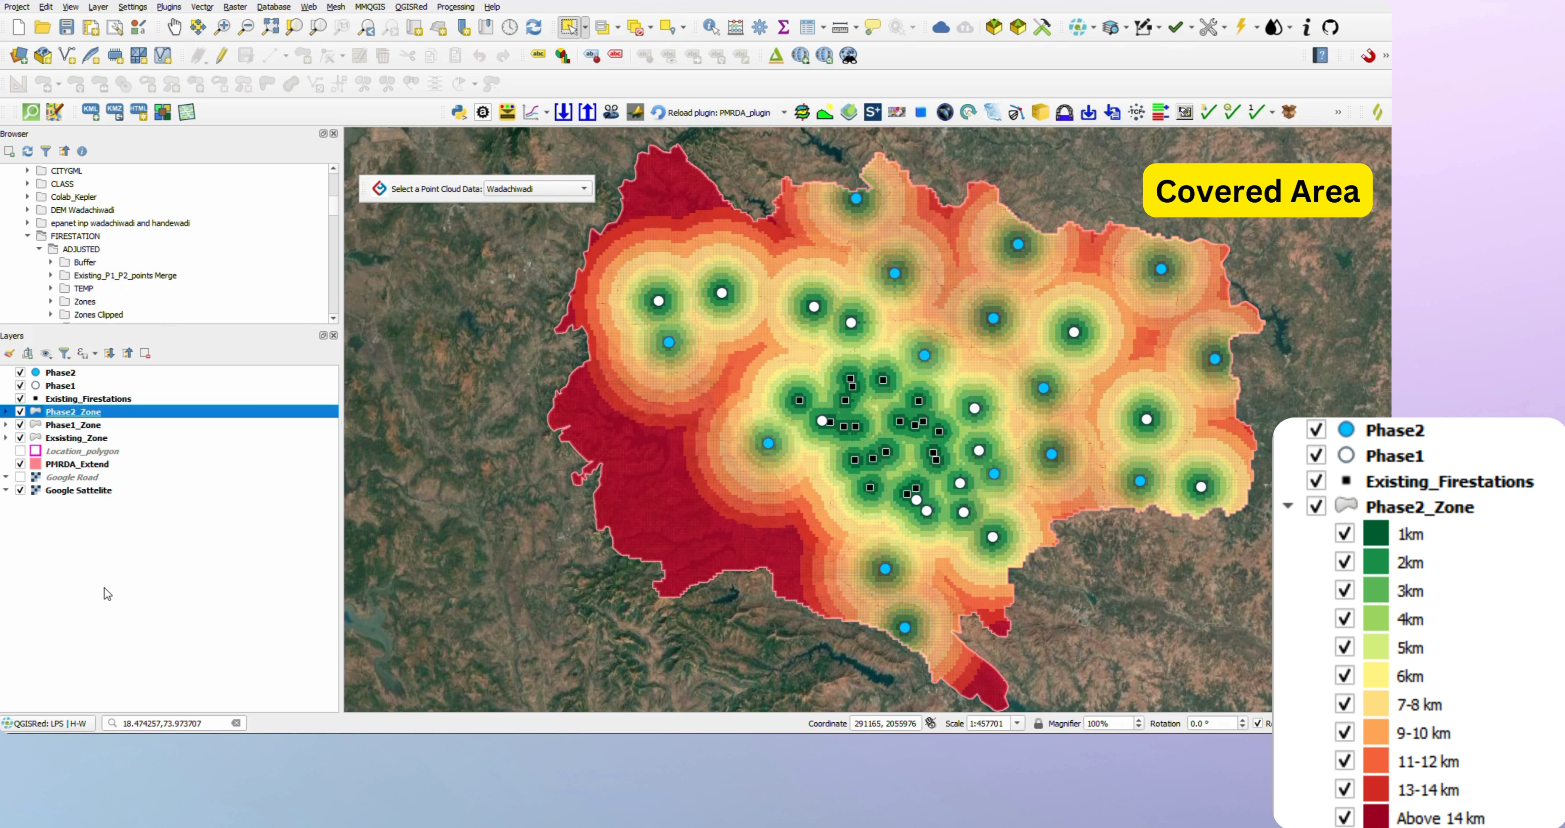 Project Edit View Layer Settings Plugins Vector Raster Database Web Mesh MMQGIS QGISRed Processing Help
Reload plugin: PMRDA_plugin
Browser
CITYGML
CLASS
Colab_Kepler
DEM Wadachiwadi
epanet inp wadachiwadi and handewadi
FIRESTATION
ADJUSTED
Buffer
Existing_P1_P2_points Merge
TEMP
Zones
Zones Clipped
Layers
Phase2
Phase1
Existing_Firestations
Phase2_Zone
Phase1_Zone
Exsisting_Zone
Location_polygon
PMRDA_Extend
Google Road
Google Sattelite
Select a Point Cloud Data: Wadachiwadi
Covered Area
Phase2
Phase1
Existing_Firestations
Phase2_Zone
1km
2km
3km
4km
5km
6km
7-8 km
9-10 km
11-12 km
13-14 km
Above 14 km
QGISRed: LPS | H-W 18.474257,73.973707 Coordinate 291165, 2055976 Scale 1:457701 Magnifier 100% Rotation 0.0 °